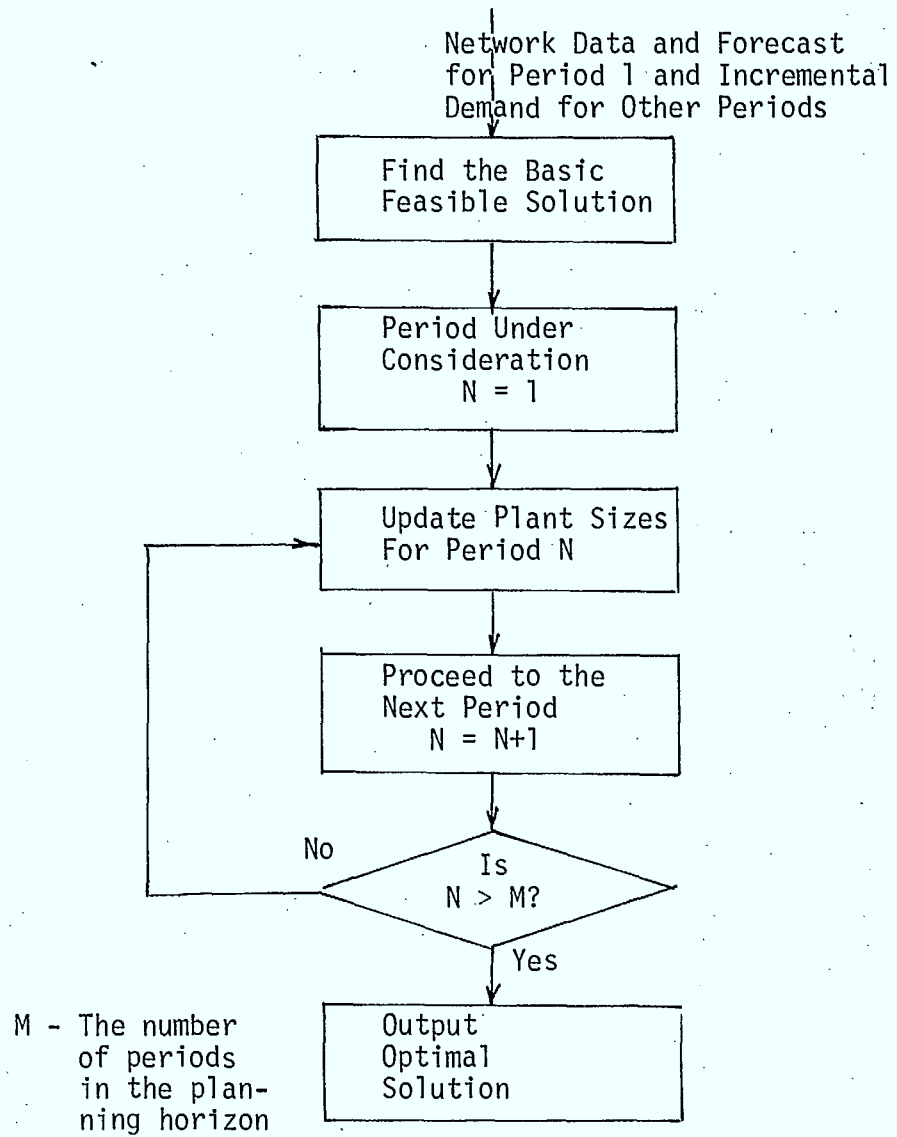 Network Data and Forecast
for Period 1 and Incremental
Demand for Other Periods
Find the Basic
Feasible Solution
Period Under
Consideration
N = 1
Update Plant Sizes
For Period N
Proceed to the
Next Period
N = N+1
No
Is
N > M?
Yes
M - The number
of periods
in the plan-
ning horizon
Output
Optimal
Solution